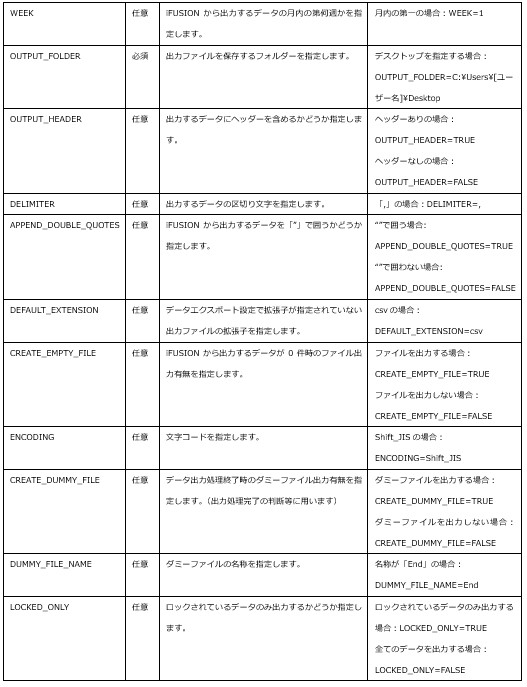 WEEK 任意 iFUSION から出力するデータの月内の第何週かを指 月内の第一の場合：WEEK=1
定します。
OUTPUT_FOLDER 必須 出力ファイルを保存するフォルダーを指定します。 デスクトップを指定する場合：
OUTPUT_FOLDER=C:¥Users¥[ユー
ザー名]¥Desktop
OUTPUT_HEADER 任意 出力するデータにヘッダーを含めるかどうか指定しま ヘッダーありの場合：
す。 OUTPUT_HEADER=TRUE
ヘッダーなしの場合：
OUTPUT_HEADER=FALSE
DELIMITER 任意 出力するデータの区切り文字を指定します。 「,」の場合：DELIMITER=,
APPEND_DOUBLE_QUOTES 任意 iFUSION から出力するデータを「"」で囲うかどうか “”で囲う場合:
指定します。 APPEND_DOUBLE_QUOTES=TRUE
“”で囲わない場合:
APPEND_DOUBLE_QUOTES=FALSE
DEFAULT_EXTENSION 任意 データエクスポート設定で拡張子が指定されていない csv の場合：
出力ファイルの拡張子を指定します。 DEFAULT_EXTENSION=csv
CREATE_EMPTY_FILE 任意 iFUSION から出力するデータが 0 件時のファイル出 ファイルを出力する場合：
力有無を指定します。 CREATE_EMPTY_FILE=TRUE
ファイルを出力しない場合：
CREATE_EMPTY_FILE=FALSE
ENCODING 任意 文字コードを指定します。 Shift_JIS の場合：
ENCODING=Shift_JIS
CREATE_DUMMY_FILE 任意 データ出力処理終了時のダミーファイル出力有無を指 ダミーファイルを出力する場合：
定します。（出力処理完了の判断等に用います） CREATE_DUMMY_FILE=TRUE
ダミーファイルを出力しない場合：
CREATE_DUMMY_FILE=FALSE
DUMMY_FILE_NAME 任意 ダミーファイルの名称を指定します。 名称が「End」の場合：
DUMMY_FILE_NAME=End
LOCKED_ONLY 任意 ロックされているデータのみ出力するかどうか指定しま ロックされているデータのみ出力する
す。 場合：LOCKED_ONLY=TRUE
全てのデータを出力する場合：
LOCKED_ONLY=FALSE